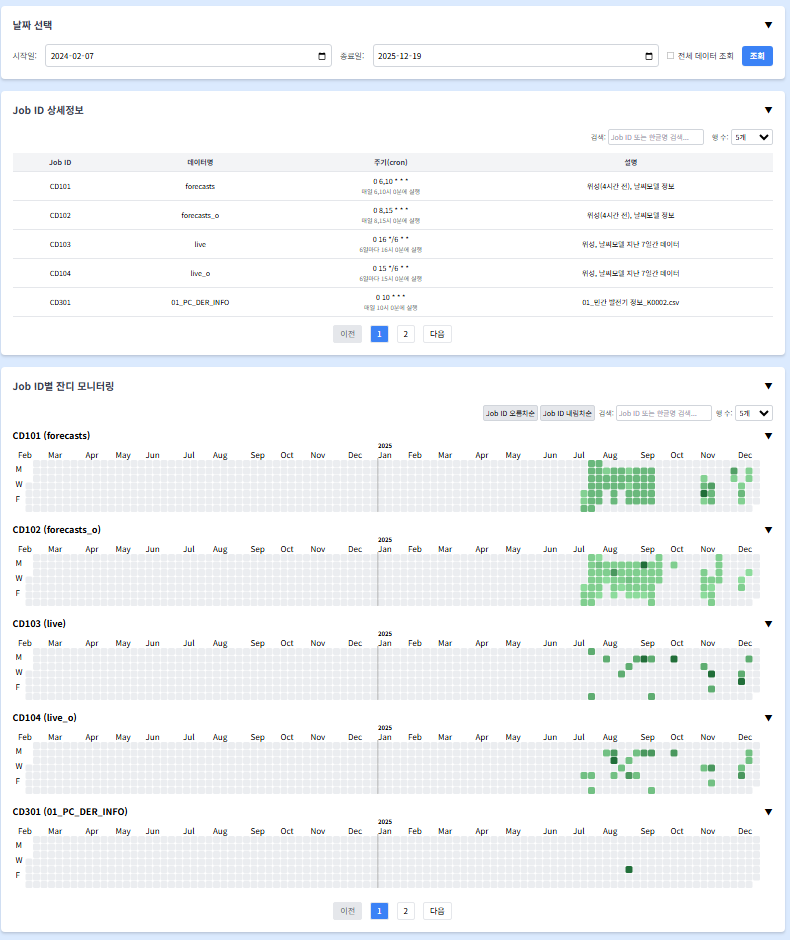 날짜 선택 ▼
시작일: 2024-02-07 종료일: 2025-12-19 전체 데이터 조회 조회
Job ID 상세정보 ▼
검색: Job ID 또는 한글명 검색... 행 수: 5개
Job ID 데이터명 주기(cron) 설명
CD101 forecasts 0 6,10 * * * 위성(4시간 전), 날씨모델 정보
매일 6,10시 0분에 실행
CD102 forecasts_o 0 8,15 * * * 위성(4시간 전), 날씨모델 정보
매일 8,15시 0분에 실행
CD103 live 0 16 */6 * * 위성, 날씨모델 지난 7일간 데이터
6일마다 16시 0분에 실행
CD104 live_o 0 15 */6 * * 위성, 날씨모델 지난 7일간 데이터
6일마다 15시 0분에 실행
CD301 01_PC_DER_INFO 0 10 * * * 01_민간 발전기 정보_K0002.csv
매일 10시 0분에 실행
이전 1 2 다음
Job ID별 잔디 모니터링 ▼
Job ID 오름차순 Job ID 내림차순 검색: Job ID 또는 한글명 검색... 행 수: 5개
CD101 (forecasts) ▼
2025
Feb Mar Apr May Jun Jul Aug Sep Oct Nov Dec Jan Feb Mar Apr May Jun Jul Aug Sep Oct Nov Dec
M
W
F
CD102 (forecasts_o) ▼
2025
Feb Mar Apr May Jun Jul Aug Sep Oct Nov Dec Jan Feb Mar Apr May Jun Jul Aug Sep Oct Nov Dec
M
W
F
CD103 (live) ▼
2025
Feb Mar Apr May Jun Jul Aug Sep Oct Nov Dec Jan Feb Mar Apr May Jun Jul Aug Sep Oct Nov Dec
M
W
F
CD104 (live_o) ▼
2025
Feb Mar Apr May Jun Jul Aug Sep Oct Nov Dec Jan Feb Mar Apr May Jun Jul Aug Sep Oct Nov Dec
M
W
F
CD301 (01_PC_DER_INFO) ▼
2025
Feb Mar Apr May Jun Jul Aug Sep Oct Nov Dec Jan Feb Mar Apr May Jun Jul Aug Sep Oct Nov Dec
M
W
F
이전 1 2 다음